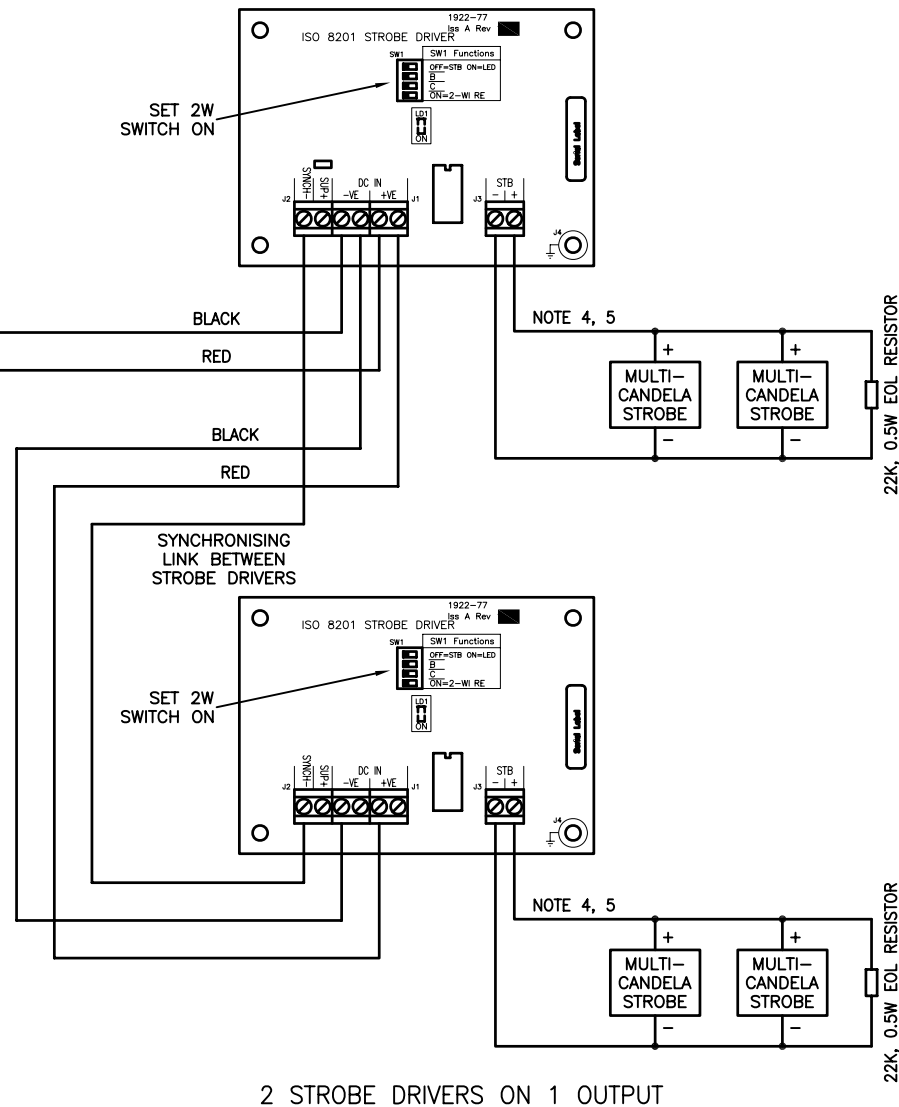 1922-77
Iss A Rev
ISO 8201 STROBE DRIVER
SW1
SW1 Functions
OFF=STB ON=LED
B
C
ON=2-WI RE
SET 2W
SWITCH ON
LD1
ON
Serial Label
SYNCH-
SUP+
DC IN
-VE
+VE
J2
J1
STB
- +
J3
J4
BLACK
RED
NOTE 4, 5
+
MULTI-
CANDELA
STROBE
-
+
MULTI-
CANDELA
STROBE
-
22K, 0.5W EOL RESISTOR
BLACK
RED
SYNCHRONISING
LINK BETWEEN
STROBE DRIVERS
1922-77
Iss A Rev
ISO 8201 STROBE DRIVER
SW1
SW1 Functions
OFF=STB ON=LED
B
C
ON=2-WI RE
SET 2W
SWITCH ON
LD1
ON
Serial Label
SYNCH-
SUP+
DC IN
-VE
+VE
J2
J1
STB
- +
J3
J4
NOTE 4, 5
+
MULTI-
CANDELA
STROBE
-
+
MULTI-
CANDELA
STROBE
-
22K, 0.5W EOL RESISTOR
2 STROBE DRIVERS ON 1 OUTPUT